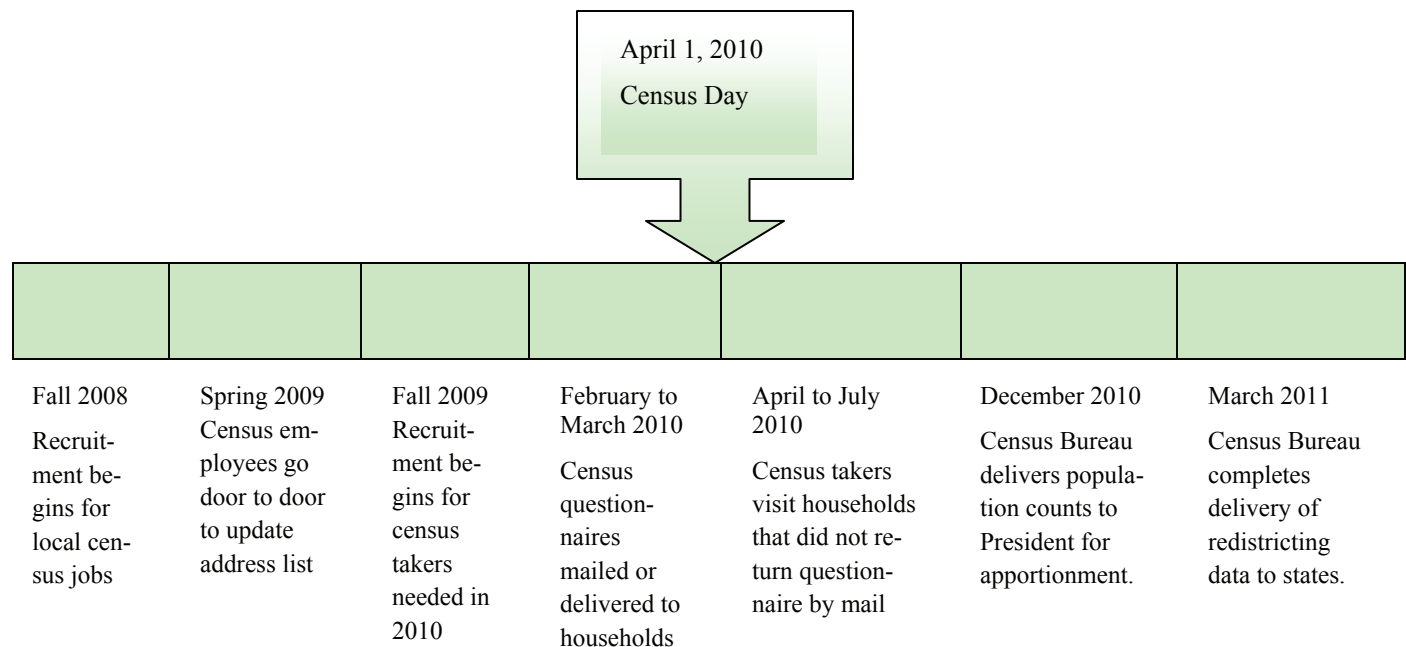 April 1, 2010
Census Day
Fall 2008
Recruit-
ment be-
gins for
local cen-
sus jobs
Spring 2009
Census em-
ployees go
door to door
to update
address list
Fall 2009
Recruit-
ment be-
gins for
census
takers
needed in
2010
February to
March 2010
Census
question-
naires
mailed or
delivered to
households
April to July
2010
Census takers
visit households
that did not re-
turn question-
naire by mail
December 2010
Census Bureau
delivers popula-
tion counts to
President for
apportionment.
March 2011
Census Bureau
completes
delivery of
redistricting
data to states.